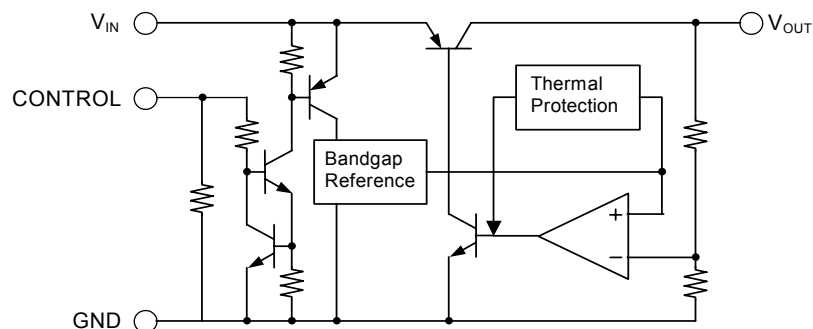 V_IN
V_OUT
Thermal
Protection
CONTROL
Bandgap
Reference
+
−
GND